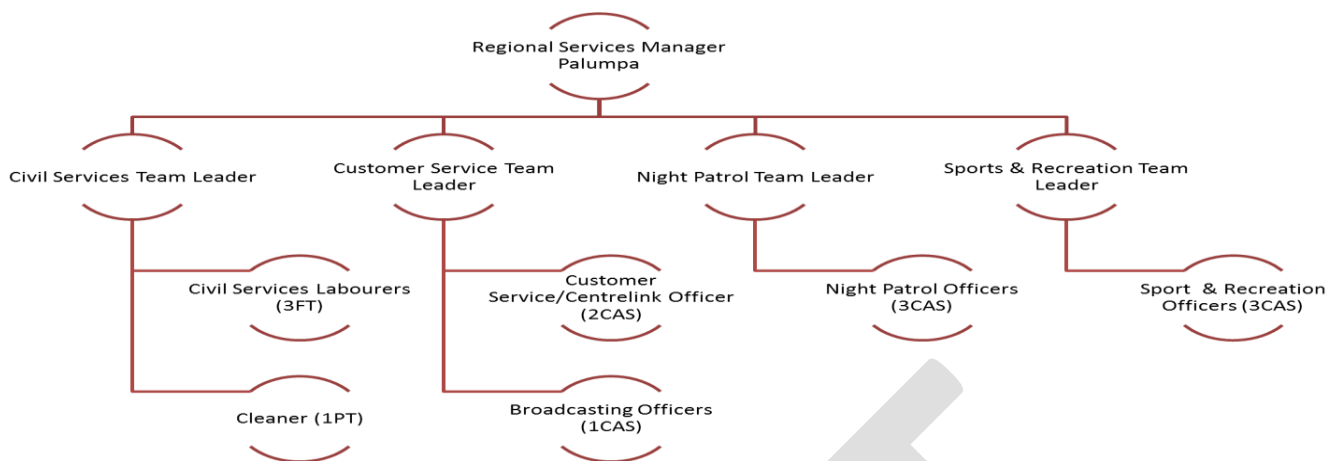 Regional Services Manager
Palumpa
Civil Services Team Leader
Customer Service Team
Leader
Night Patrol Team Leader
Sports & Recreation Team
Leader
Civil Services Labourers
(3FT)
Customer
Service/Centrelink Officer
(2CAS)
Night Patrol Officers
(3CAS)
Sport & Recreation
Officers (3CAS)
Cleaner (1PT)
Broadcasting Officers
(1CAS)